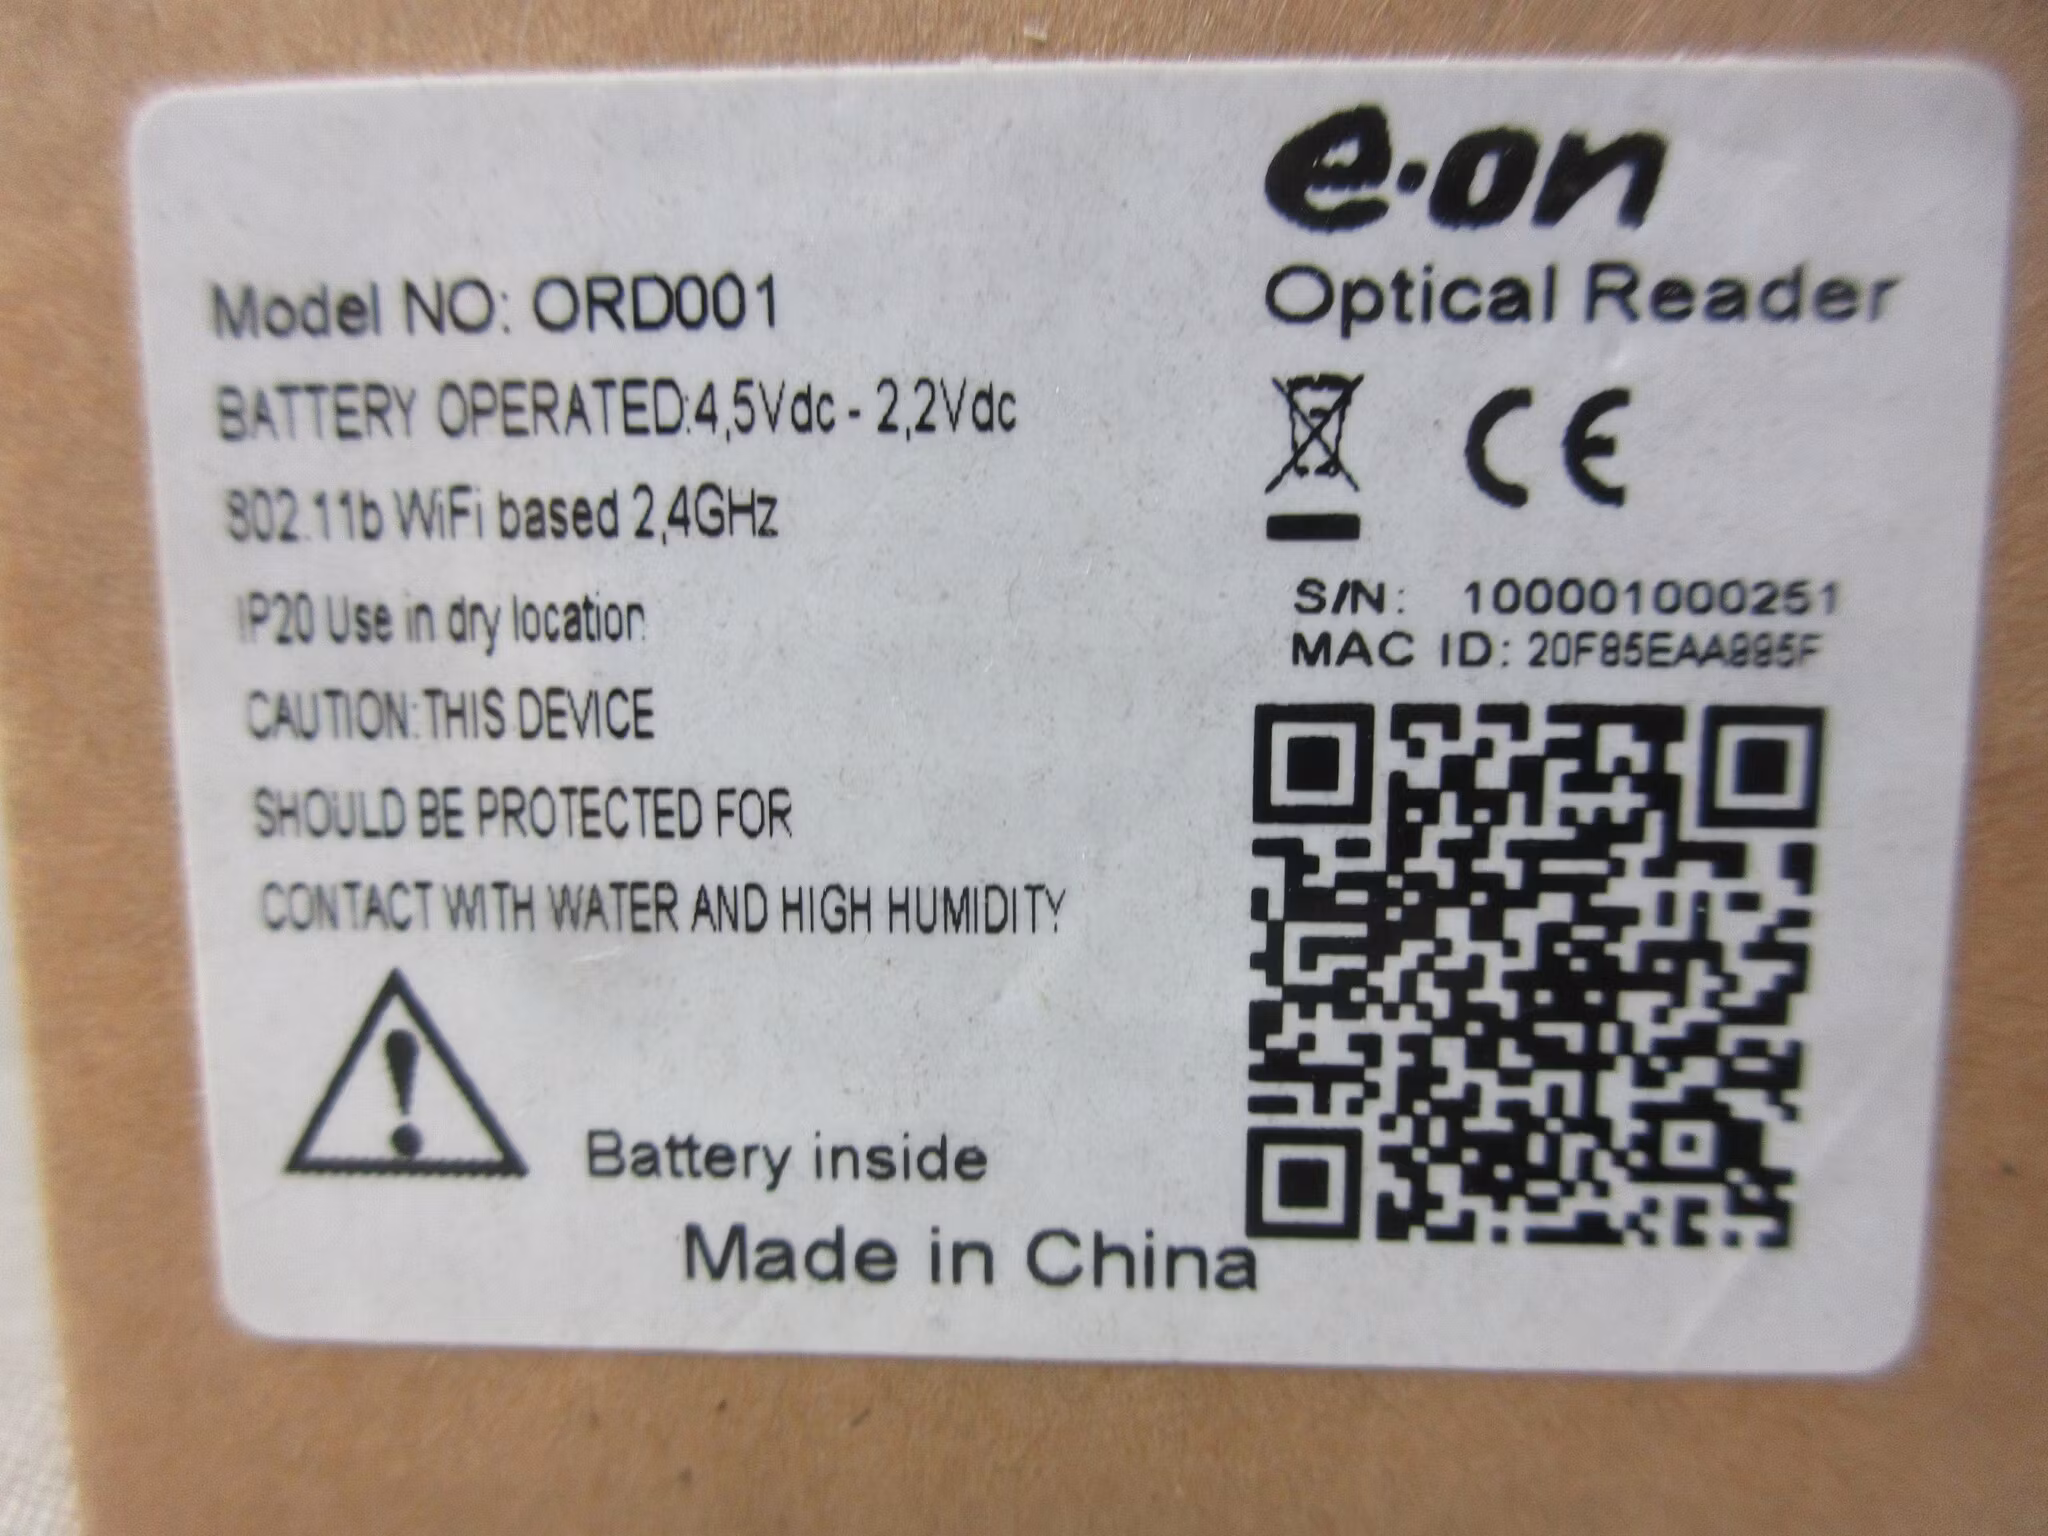 e·on
Optical Reader
Model NO: ORD001
BATTERY OPERATED:4,5Vdc - 2,2Vdc
802.11b WiFi based 2,4GHz
IP20 Use in dry location
CAUTION:THIS DEVICE
SHOULD BE PROTECTED FOR
CONTACT WITH WATER AND HIGH HUMIDITY
CE
S/N: 100001000251
MAC ID:
Battery inside
Made in China